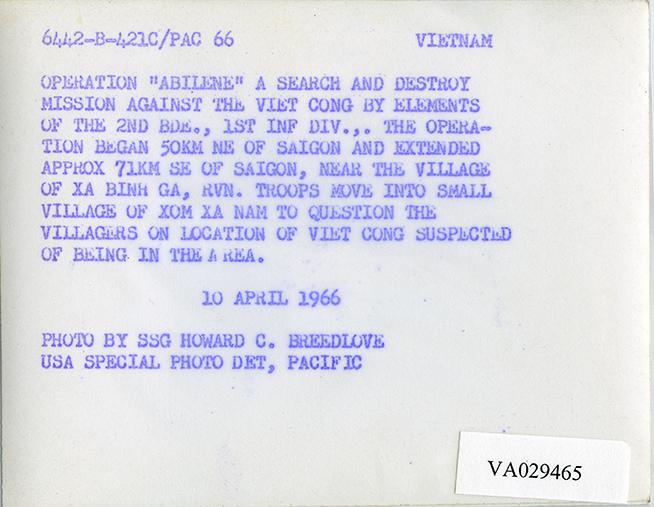 6442-B-421C/PAC 66 VIETNAM
OPERATION "ABILENE" A SEARCH AND DESTROY
MISSION AGAINST THE VIET CONG BY ELEMENTS
OF THE 2ND BDE., 1ST INF DIV.,. THE OPERA-
TION BEGAN 50KM NE OF SAIGON AND EXTENDED
APPROX 71KM SE OF SAIGON, NEAR THE VILLAGE
OF XA BINH GA, RVN. TROOPS MOVE INTO SMALL
VILLAGE OF XOM XA NAM TO QUESTION THE
VILLAGERS ON LOCATION OF VIET CONG SUSPECTED
OF BEING IN THE A REA.
10 APRIL 1966
PHOTO BY SSG HOWARD C. BREEDLOVE
USA SPECIAL PHOTO DET, PACIFIC
VA029465